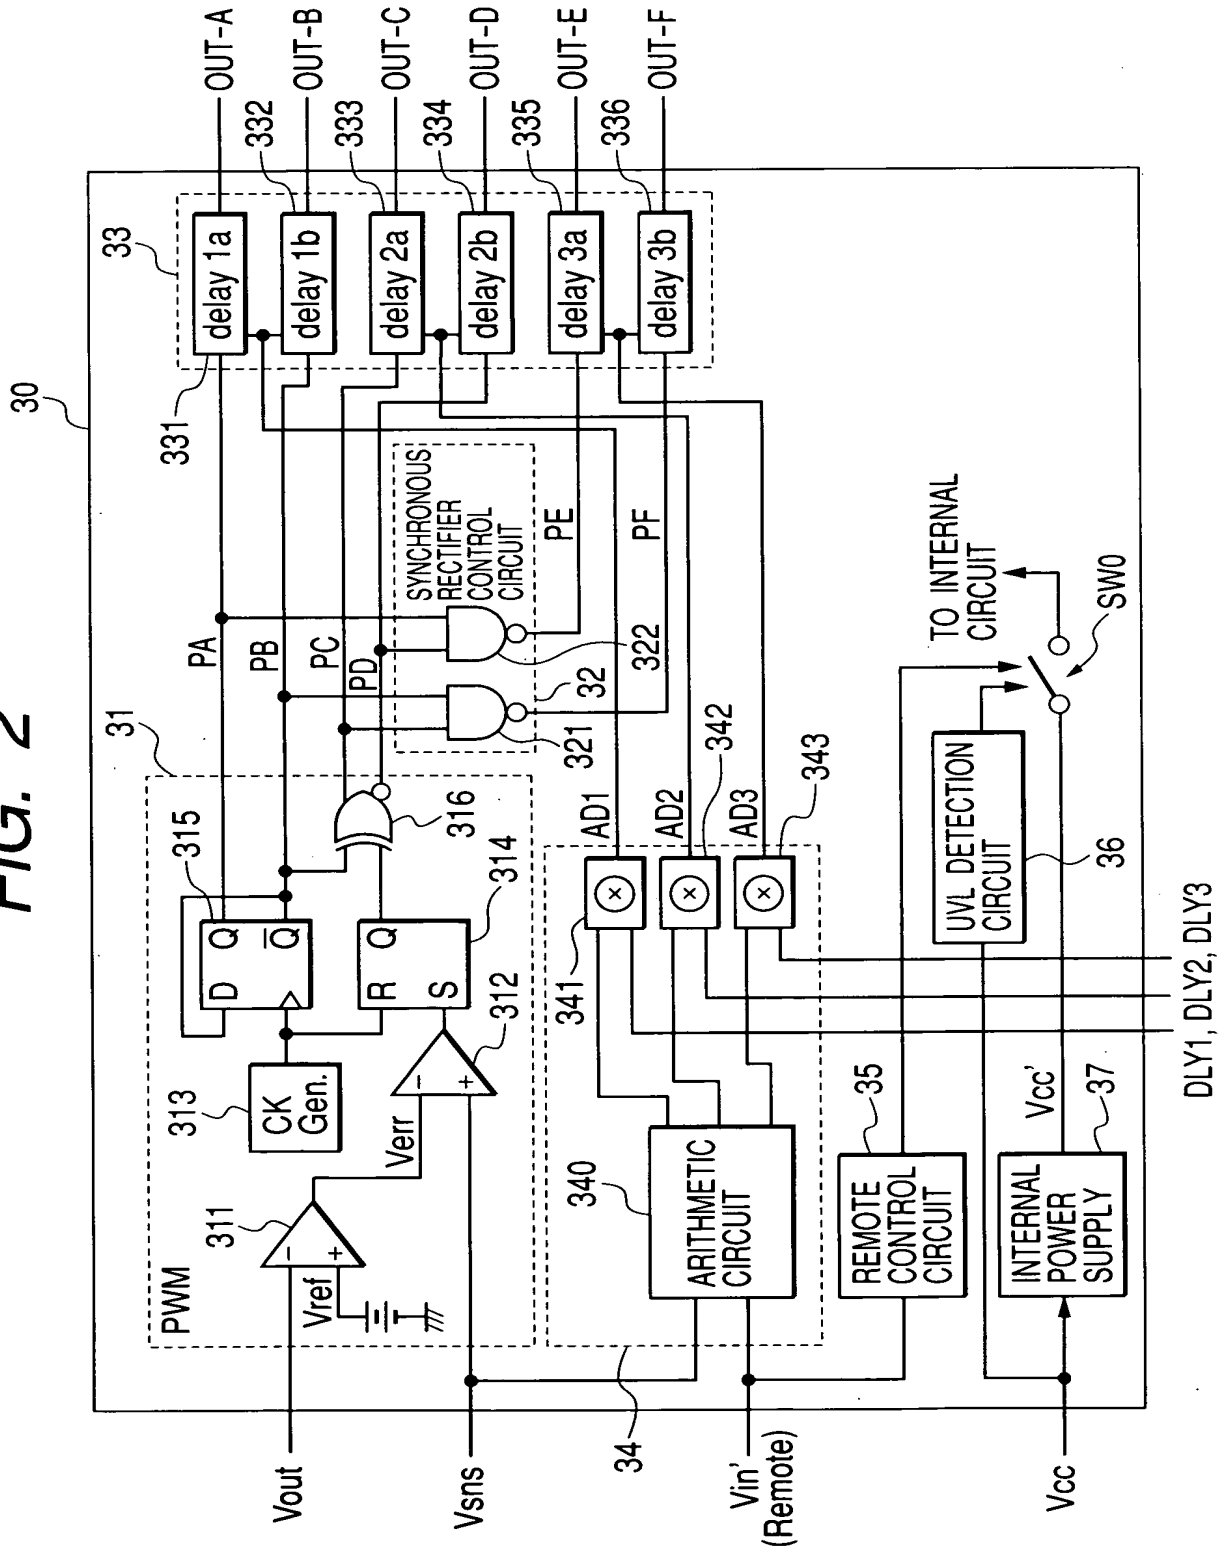 FIG. 2
30
33
31
PWM
Vout
Vsns
Vin'
(Remote)
Vcc
311
Vref
Verr
312
313
CK
Gen.
D
Q
Q̅
315
R
Q
S
314
316
PA
PB
PC
PD
SYNCHRONOUS
RECTIFIER
CONTROL
CIRCUIT
32
321
322
PE
PF
331
delay 1a
332
delay 1b
333
delay 2a
334
delay 2b
335
delay 3a
336
delay 3b
OUT-A
OUT-B
OUT-C
OUT-D
OUT-E
OUT-F
34
340
ARITHMETIC
CIRCUIT
341
342
343
×
×
×
AD1
AD2
AD3
35
REMOTE
CONTROL
CIRCUIT
UVL DETECTION
CIRCUIT
36
37
INTERNAL
POWER
SUPPLY
Vcc'
SW0
TO INTERNAL
CIRCUIT
DLY1, DLY2, DLY3